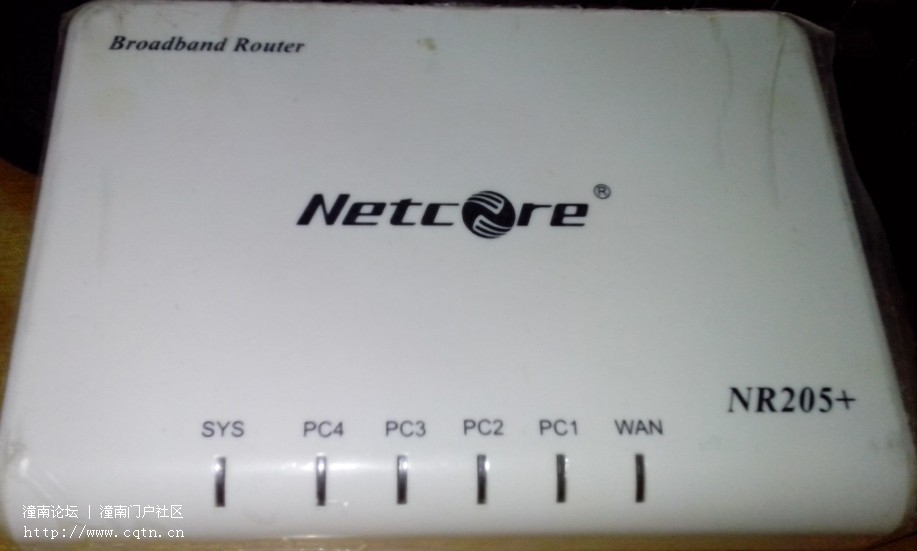 Broadband Router
Netcore®
NR205+
SYS PC4 PC3 PC2 PC1 WAN
潼南论坛 | 潼南门户社区
http://www.cqtn.cn